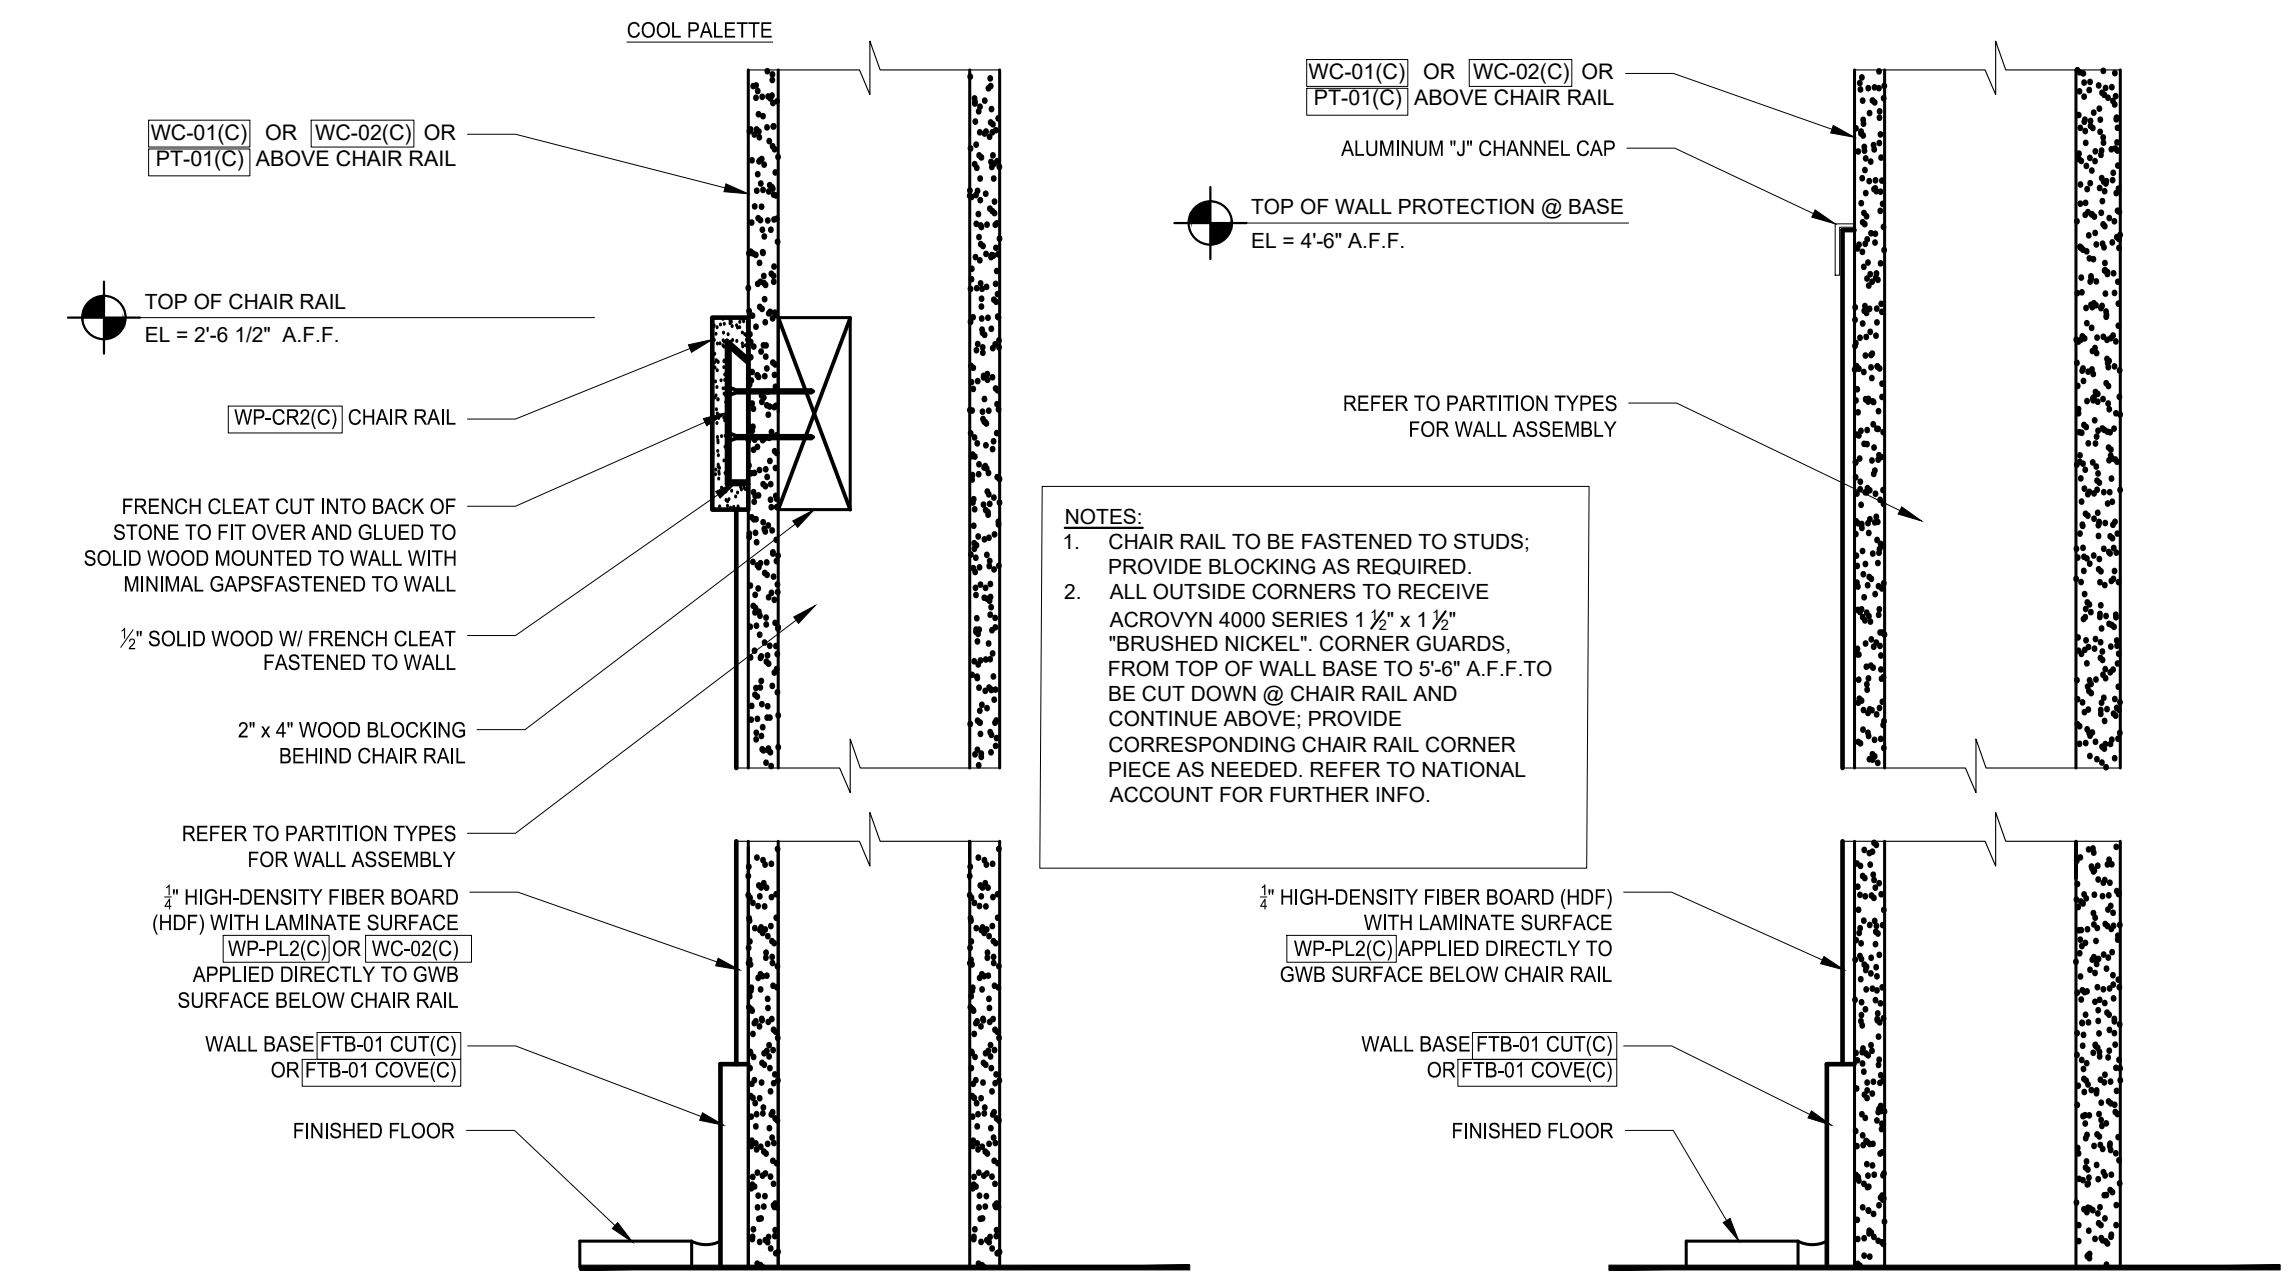 COOL PALETTE
WC-01(C) OR WC-02(C) OR
PT-01(C) ABOVE CHAIR RAIL
TOP OF CHAIR RAIL
EL = 2'-6 1/2" A.F.F.
WP-CR2(C) CHAIR RAIL
FRENCH CLEAT CUT INTO BACK OF
STONE TO FIT OVER AND GLUED TO
SOLID WOOD MOUNTED TO WALL WITH
MINIMAL GAPSFASTENED TO WALL
½" SOLID WOOD W/ FRENCH CLEAT
FASTENED TO WALL
2" x 4" WOOD BLOCKING
BEHIND CHAIR RAIL
REFER TO PARTITION TYPES
FOR WALL ASSEMBLY
¼" HIGH-DENSITY FIBER BOARD
(HDF) WITH LAMINATE SURFACE
WP-PL2(C) OR WC-02(C)
APPLIED DIRECTLY TO GWB
SURFACE BELOW CHAIR RAIL
WALL BASE FTB-01 CUT(C)
OR FTB-01 COVE(C)
FINISHED FLOOR
NOTES:
1. CHAIR RAIL TO BE FASTENED TO STUDS;
PROVIDE BLOCKING AS REQUIRED.
2. ALL OUTSIDE CORNERS TO RECEIVE
ACROVYN 4000 SERIES 1 ½" x 1 ½"
"BRUSHED NICKEL". CORNER GUARDS,
FROM TOP OF WALL BASE TO 5'-6" A.F.F.TO
BE CUT DOWN @ CHAIR RAIL AND
CONTINUE ABOVE; PROVIDE
CORRESPONDING CHAIR RAIL CORNER
PIECE AS NEEDED. REFER TO NATIONAL
ACCOUNT FOR FURTHER INFO.
WC-01(C) OR WC-02(C) OR
PT-01(C) ABOVE CHAIR RAIL
ALUMINUM "J" CHANNEL CAP
TOP OF WALL PROTECTION @ BASE
EL = 4'-6" A.F.F.
REFER TO PARTITION TYPES
FOR WALL ASSEMBLY
¼" HIGH-DENSITY FIBER BOARD (HDF)
WITH LAMINATE SURFACE
WP-PL2(C) APPLIED DIRECTLY TO
GWB SURFACE BELOW CHAIR RAIL
WALL BASE FTB-01 CUT(C)
OR FTB-01 COVE(C)
FINISHED FLOOR